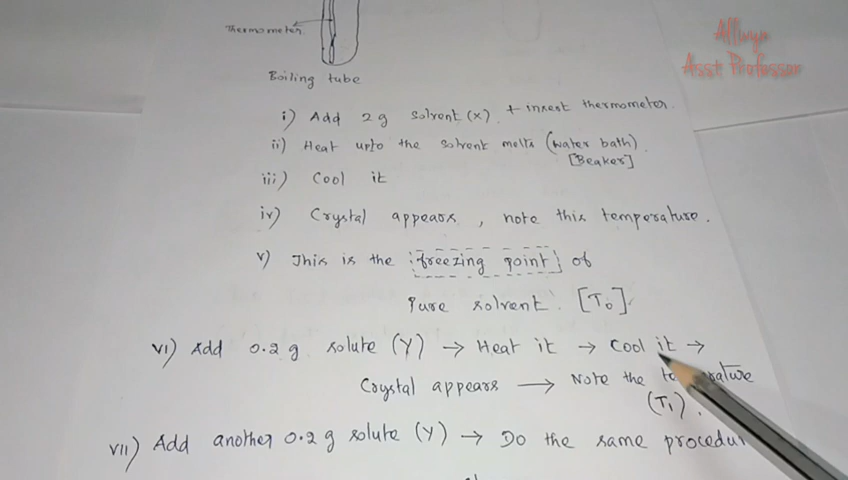 Allwyn
Asst Professor
Thermometer
Boiling tube
i) Add 2 g solvent (X) + insert thermometer.
ii) Heat upto the solvent melts (water bath).
[Beaker]
iii) Cool it
iv) Crystal appears, note this temperature.
v) This is the freezing point of
Pure solvent. [T₀].
vi) Add 0.2 g solute (Y) → Heat it → Cool it →
Crystal appears → Note the temperature
(T₁).
vii) Add another 0.2 g solute (Y) → Do the same